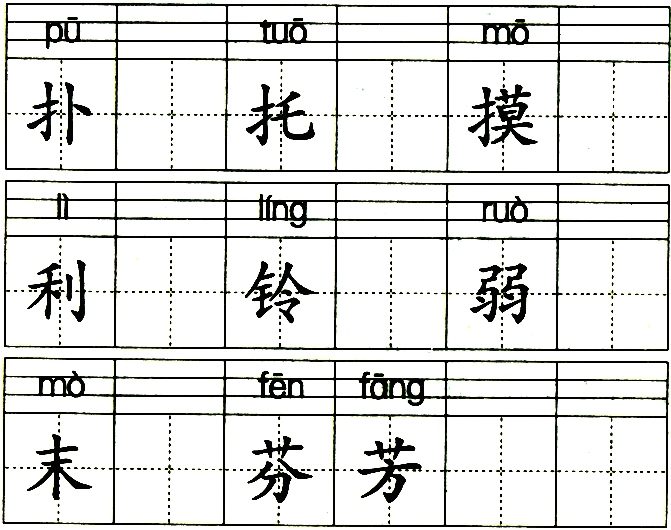 pū tuō mō
扑 托 摸
lì líng ruò
利 铃 弱
mò fēn fāng
末 芬 芳